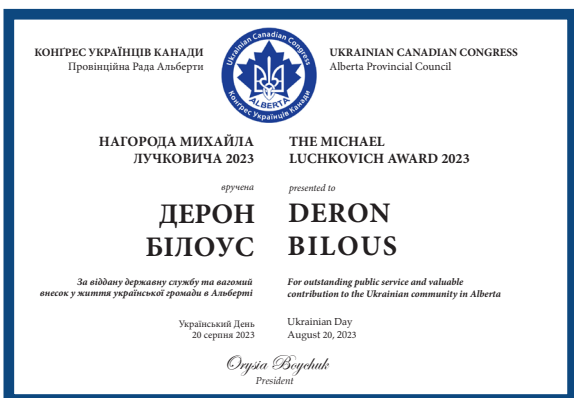 КОНҐРЕС УКРАЇНЦІВ КАНАДИ
Провінційна Рада Альберти
Ukrainian Canadian Congress
ALBERTA
Конґрес Українців Канади
UKRAINIAN CANADIAN CONGRESS
Alberta Provincial Council
НАГОРОДА МИХАЙЛА
ЛУЧКОВИЧА 2023
вручена
ДЕРОН
БІЛОУС
За віддану державну службу та вагомий
внесок у життя української громади в Альберті
Український День
20 серпня 2023
THE MICHAEL
LUCHKOVICH AWARD 2023
presented to
DERON
BILOUS
For outstanding public service and valuable
contribution to the Ukrainian community in Alberta
Ukrainian Day
August 20, 2023
Orysia Boychuk
President